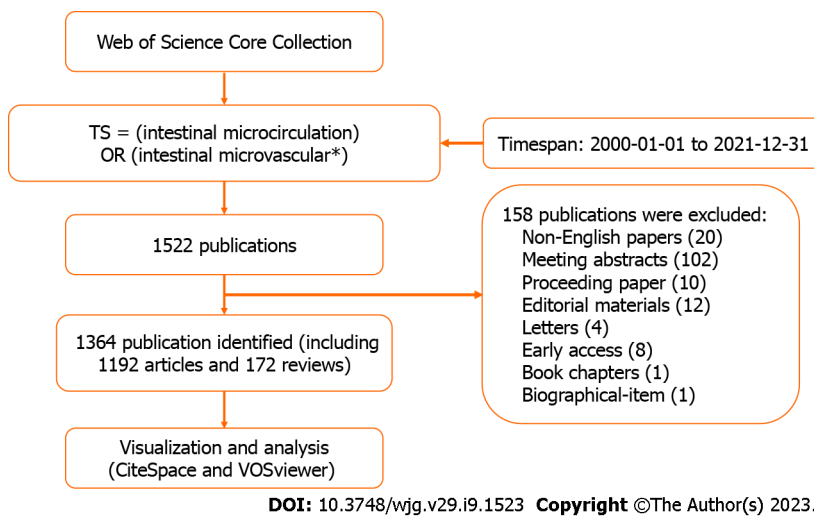 Web of Science Core Collection
TS = (intestinal microcirculation)
OR (intestinal microvascular*)
Timespan: 2000-01-01 to 2021-12-31
1522 publications
158 publications were excluded:
Non-English papers (20)
Meeting abstracts (102)
Proceeding paper (10)
Editorial materials (12)
Letters (4)
Early access (8)
Book chapters (1)
Biographical-item (1)
1364 publication identified (including
1192 articles and 172 reviews)
Visualization and analysis
(CiteSpace and VOSviewer)
DOI: 10.3748/wjg.v29.i9.1523 Copyright ©The Author(s) 2023.